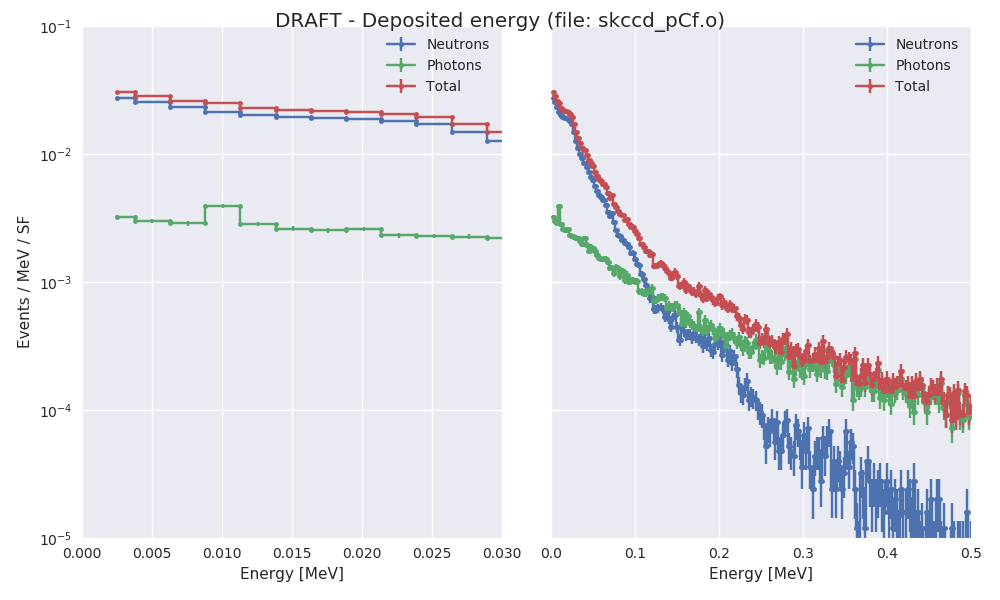 DRAFT - Deposited energy (file: skccd_pCf.o)
Events / MeV / SF
10⁻¹
10⁻²
10⁻³
10⁻⁴
10⁻⁵
Neutrons
Photons
Total
0.000 0.005 0.010 0.015 0.020 0.025 0.030
Energy [MeV]
Neutrons
Photons
Total
0.0 0.1 0.2 0.3 0.4 0.5
Energy [MeV]